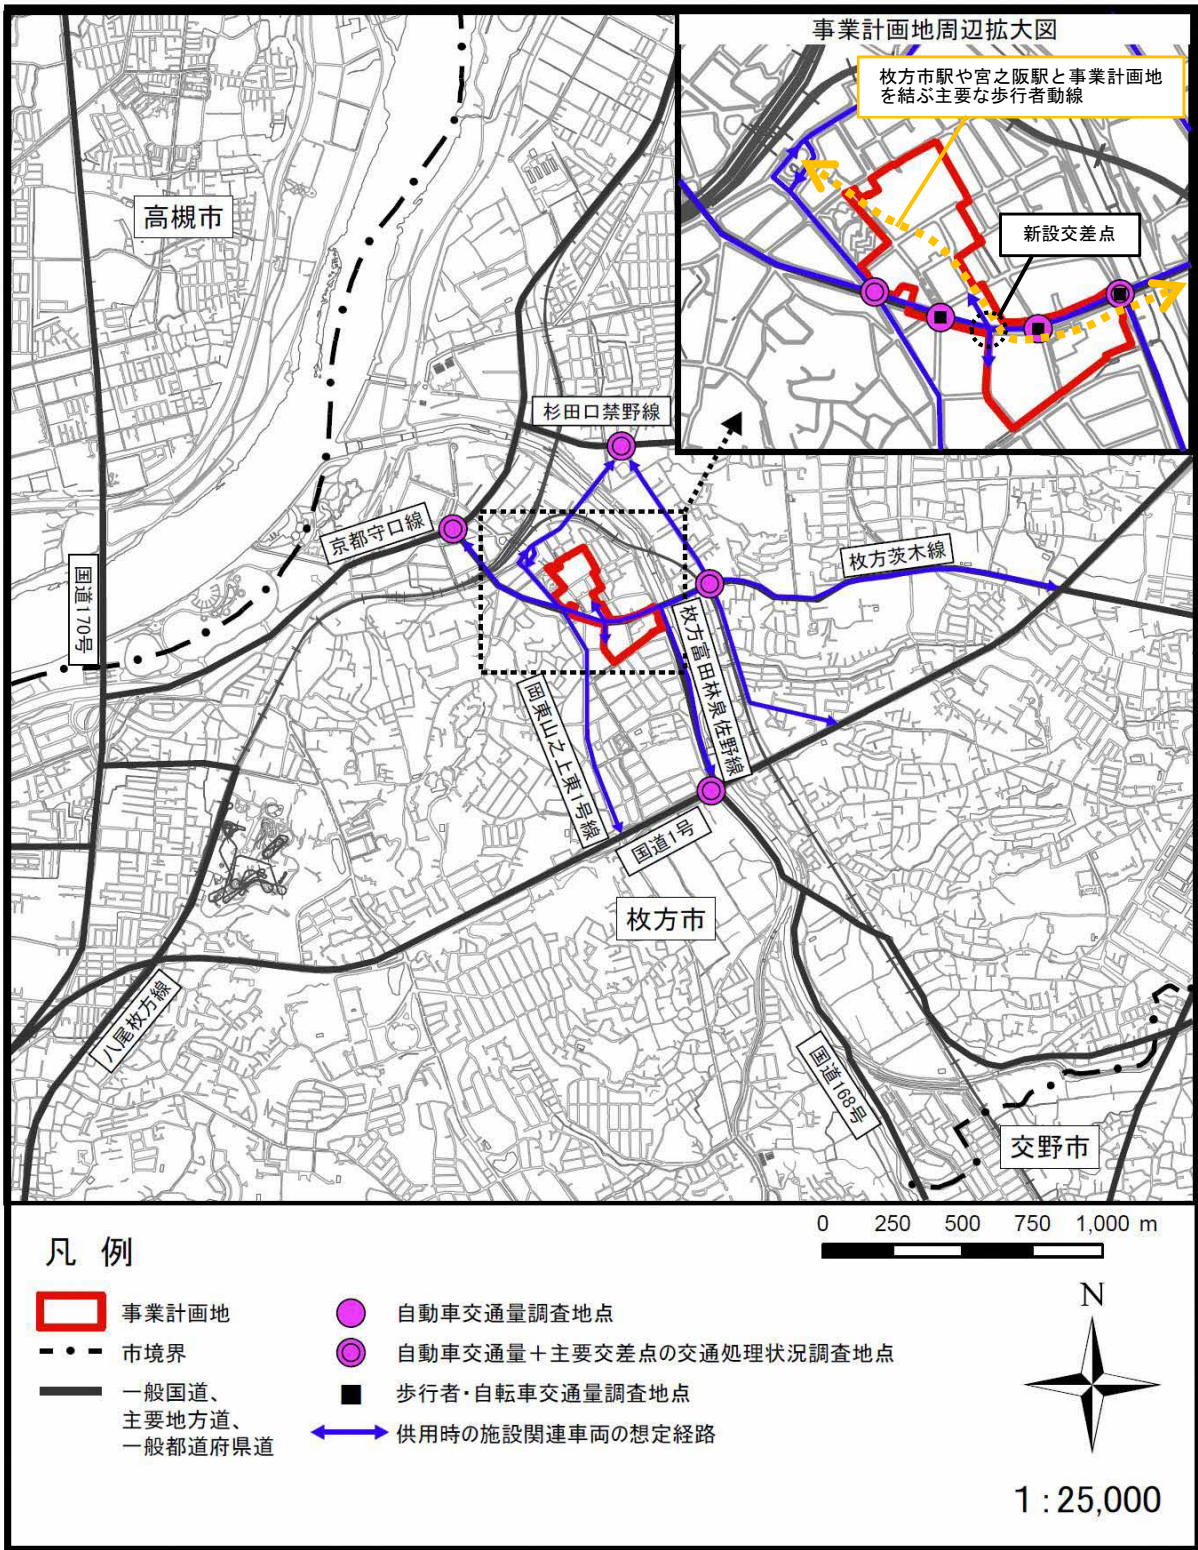 事業計画地周辺拡大図
枚方市駅や宮之阪駅と事業計画地
を結ぶ主要な歩行者動線
新設交差点
高槻市
杉田口禁野線
京都守口線
枚方茨木線
国道170号
枚方富田林泉佐野線
岡東山之上東1号線
国道1号
枚方市
八尾枚方線
国道168号
交野市
0 250 500 750 1,000 m
凡 例
事業計画地
市境界
一般国道、
主要地方道、
一般都道府県道
自動車交通量調査地点
自動車交通量＋主要交差点の交通処理状況調査地点
歩行者・自転車交通量調査地点
供用時の施設関連車両の想定経路
N
1：25,000